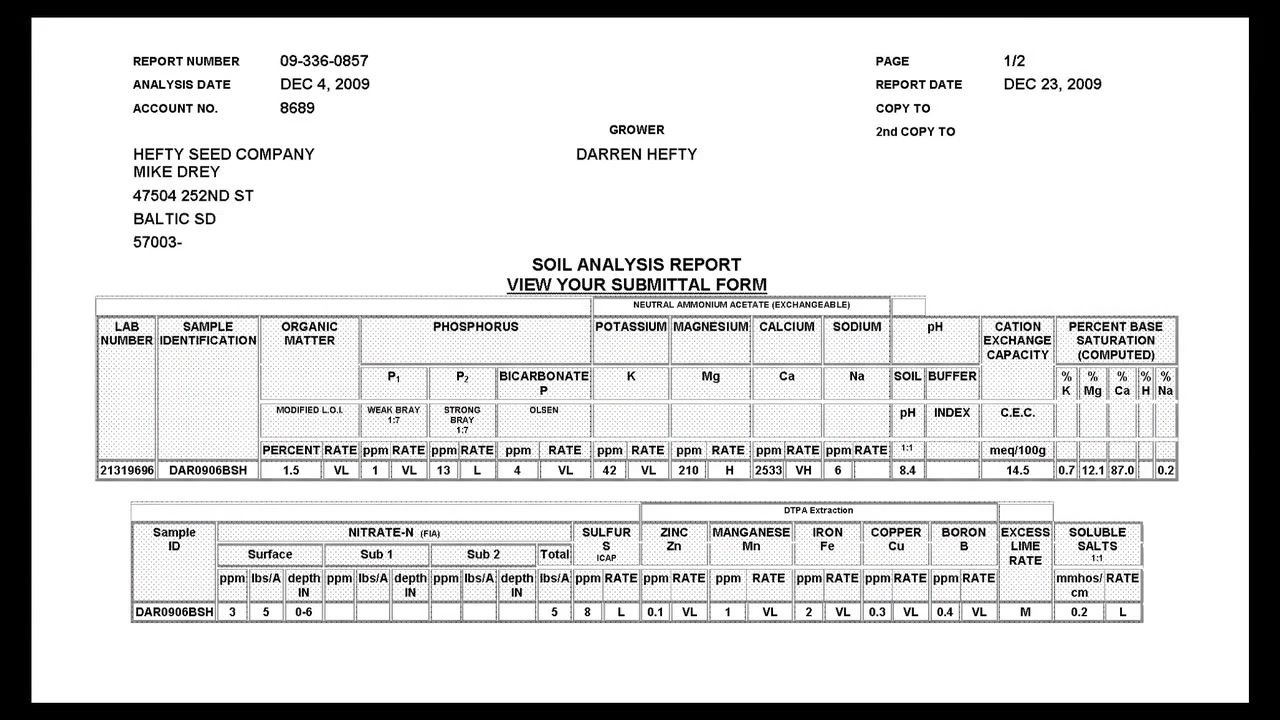 REPORT NUMBER 09-336-0857 PAGE 1/2
ANALYSIS DATE DEC 4, 2009 REPORT DATE DEC 23, 2009
ACCOUNT NO. 8689 COPY TO
GROWER 2nd COPY TO
HEFTY SEED COMPANY DARREN HEFTY
MIKE DREY
47504 252ND ST
BALTIC SD
57003-
SOIL ANALYSIS REPORT
VIEW YOUR SUBMITTAL FORM
NEUTRAL AMMONIUM ACETATE (EXCHANGEABLE)
LAB SAMPLE ORGANIC PHOSPHORUS POTASSIUM MAGNESIUM CALCIUM SODIUM pH CATION PERCENT BASE
NUMBER IDENTIFICATION MATTER EXCHANGE SATURATION
CAPACITY (COMPUTED)
P1 P2 BICARBONATE K Mg Ca Na SOIL BUFFER % % % % %
P K Mg Ca H Na
MODIFIED L.O.I. WEAK BRAY STRONG OLSEN pH INDEX C.E.C.
1:7 BRAY
1:7
PERCENT RATE ppm RATE ppm RATE ppm RATE ppm RATE ppm RATE ppm RATE ppm RATE 1:1 meq/100g
21319696 DAR0906BSH 1.5 VL 1 VL 13 L 4 VL 42 VL 210 H 2533 VH 6 8.4 14.5 0.7 12.1 87.0 0.2
DTPA Extraction
Sample NITRATE-N (FIA) SULFUR ZINC MANGANESE IRON COPPER BORON EXCESS SOLUBLE
ID S Zn Mn Fe Cu B LIME SALTS
Surface Sub 1 Sub 2 Total ICAP RATE 1:1
ppm lbs/A depth ppm lbs/A depth ppm lbs/A depth lbs/A ppm RATE ppm RATE ppm RATE ppm RATE ppm RATE ppm RATE mmhos/ RATE
IN IN IN cm
DAR0906BSH 3 5 0-6 5 8 L 0.1 VL 1 VL 2 VL 0.3 VL 0.4 VL M 0.2 L